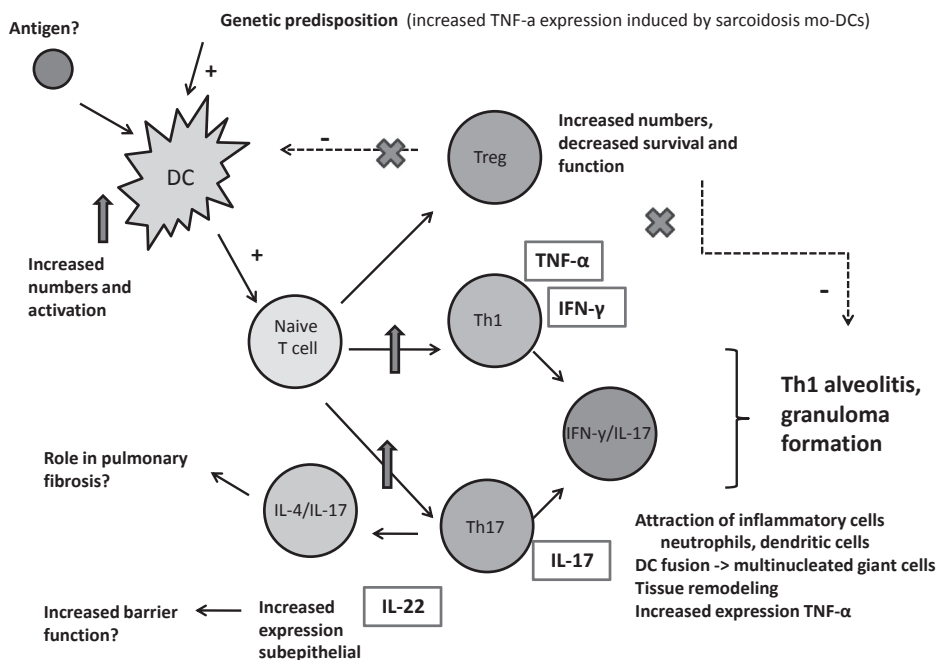 Genetic predisposition (increased TNF-a expression induced by sarcoidosis mo-DCs)
Antigen?
+
-
Treg
Increased numbers,
decreased survival and
function
DC
+
Increased
numbers and
activation
TNF-α
IFN-γ
-
Naive
T cell
Th1
Th1 alveolitis,
granuloma
formation
IFN-γ/IL-17
Role in pulmonary
fibrosis?
IL-4/IL-17
Th17
IL-17
Attraction of inflammatory cells
neutrophils, dendritic cells
DC fusion -> multinucleated giant cells
Tissue remodeling
Increased expression TNF-α
Increased barrier
function?
Increased
expression
subepithelial
IL-22